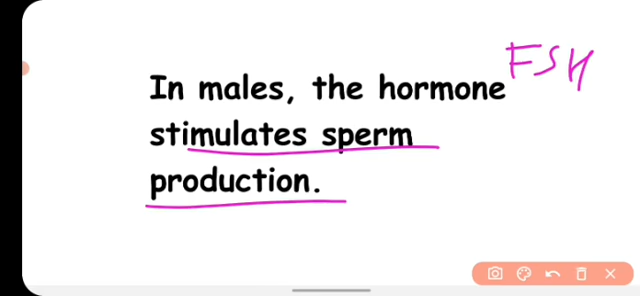 In males, the hormone FSH
stimulates sperm
production.